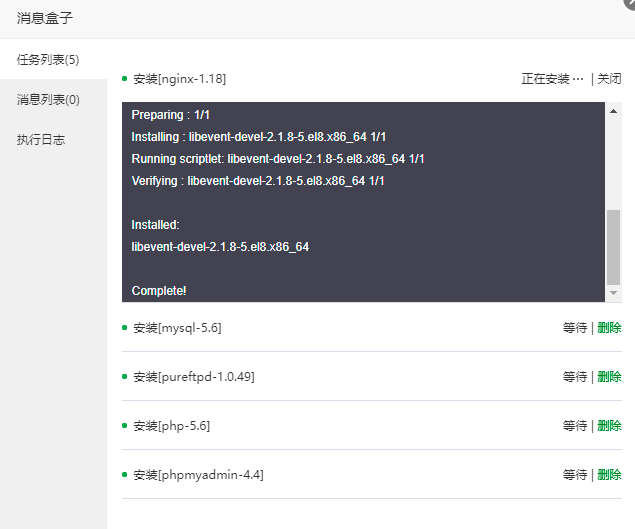 消息盒子
任务列表(5)
消息列表(0)
执行日志
安装[nginx-1.18] 正在安装 ··· | 关闭
Preparing : 1/1
Installing : libevent-devel-2.1.8-5.el8.x86_64 1/1
Running scriptlet: libevent-devel-2.1.8-5.el8.x86_64 1/1
Verifying : libevent-devel-2.1.8-5.el8.x86_64 1/1
Installed:
libevent-devel-2.1.8-5.el8.x86_64
Complete!
安装[mysql-5.6] 等待 | 删除
安装[pureftpd-1.0.49] 等待 | 删除
安装[php-5.6] 等待 | 删除
安装[phpmyadmin-4.4] 等待 | 删除